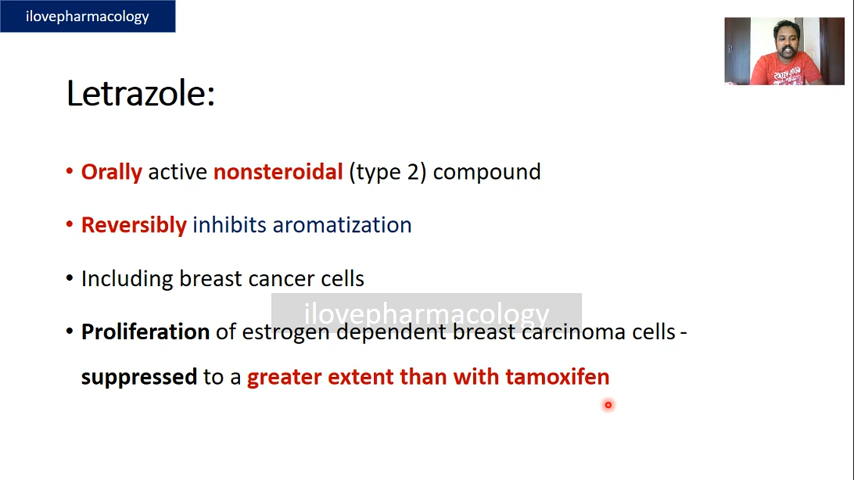 ilovepharmacology
Letrazole:
• Orally active nonsteroidal (type 2) compound
• Reversibly inhibits aromatization
• Including breast cancer cells
ilovepharmacology
• Proliferation of estrogen dependent breast carcinoma cells -
suppressed to a greater extent than with tamoxifen